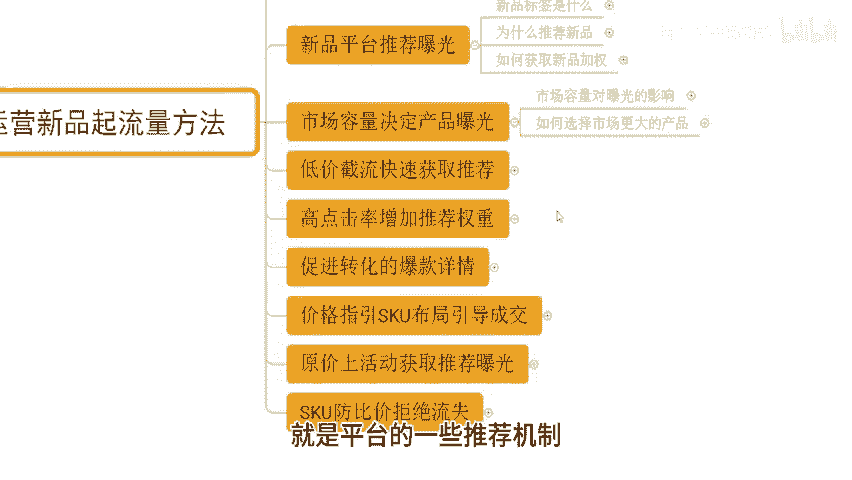 新品标签是什么
新品平台推荐曝光
为什么推荐新品
如何获取新品加权
运营新品起流量方法
市场容量决定产品曝光
市场容量对曝光的影响
如何选择市场更大的产品
低价截流快速获取推荐
高点击率增加推荐权重
促进转化的爆款详情
价格指引SKU布局引导成交
原价上活动获取推荐曝光
SKU防比价拒绝流失
就是平台的一些推荐机制